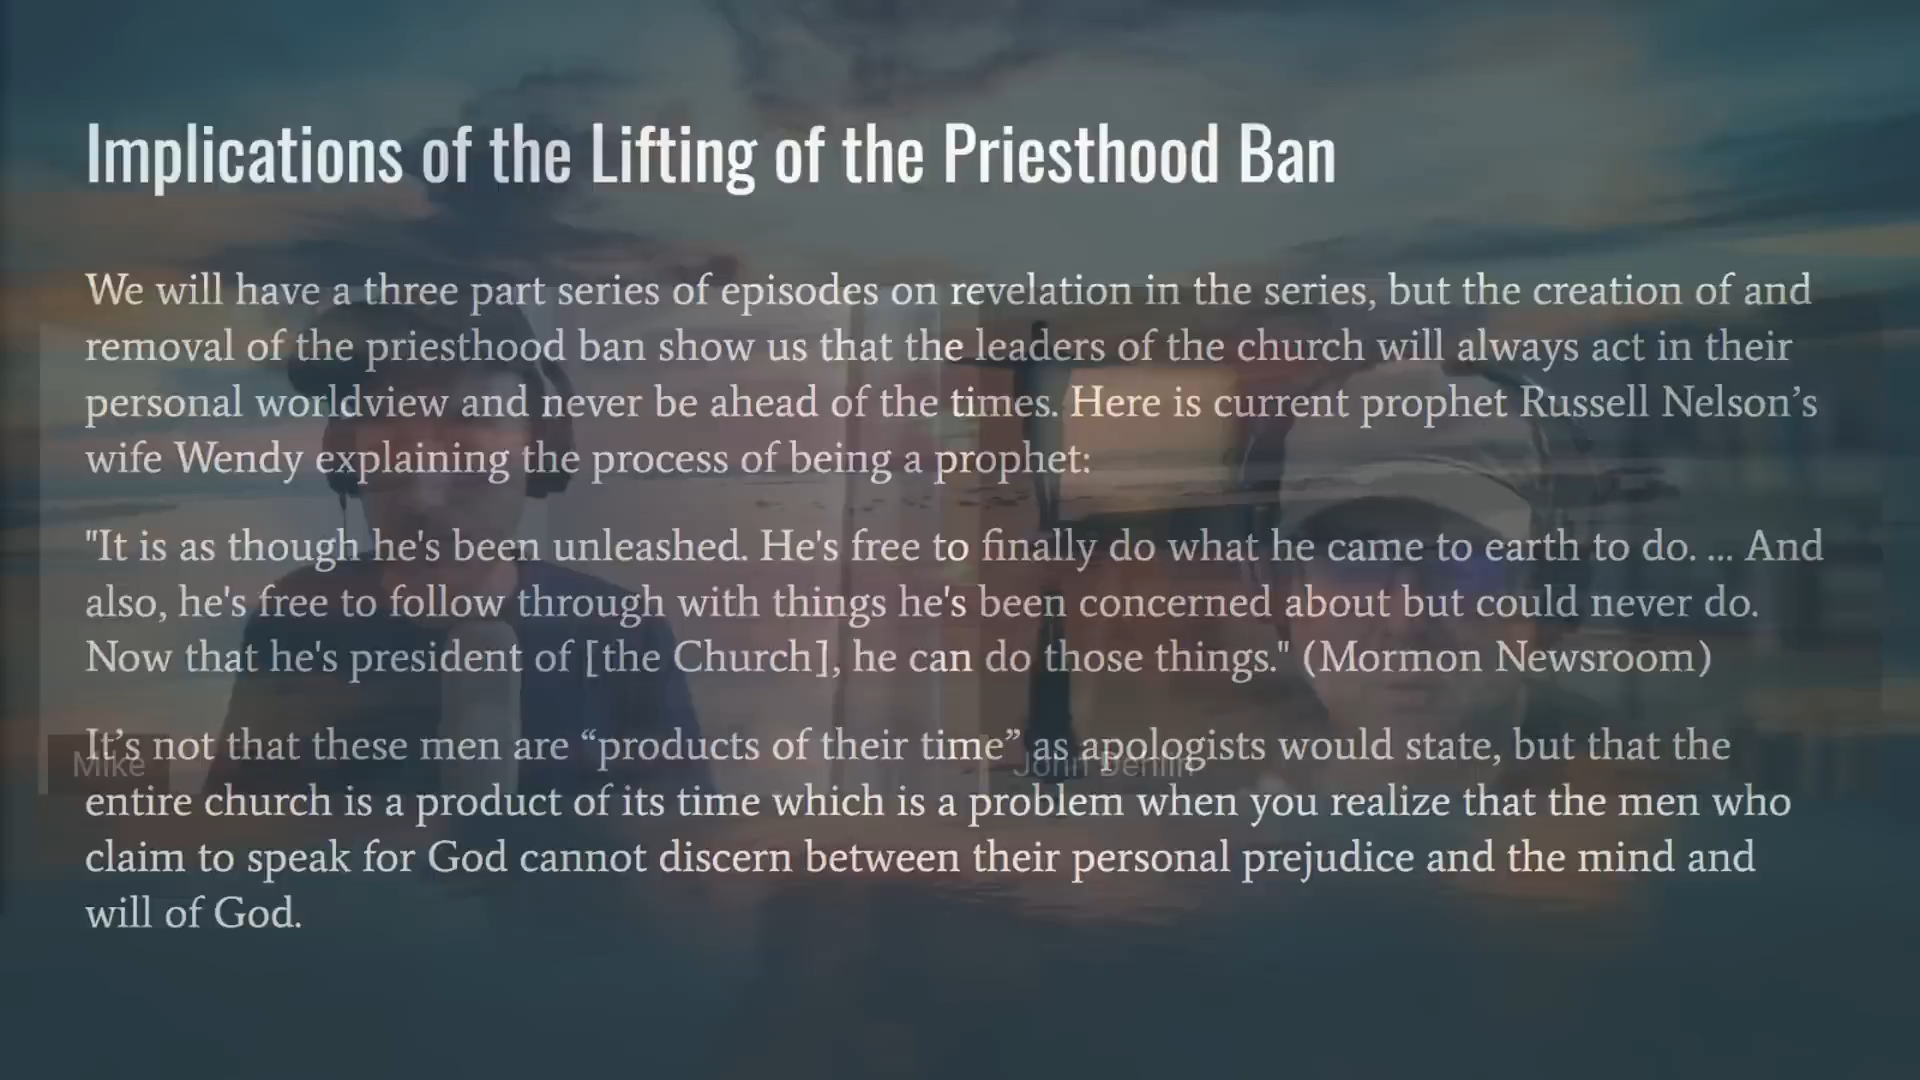 Implications of the Lifting of the Priesthood Ban
We will have a three part series of episodes on revelation in the series, but the creation of and
removal of the priesthood ban show us that the leaders of the church will always act in their
personal worldview and never be ahead of the times. Here is current prophet Russell Nelson’s
wife Wendy explaining the process of being a prophet:
"It is as though he's been unleashed. He's free to finally do what he came to earth to do. ... And
also, he's free to follow through with things he's been concerned about but could never do.
Now that he's president of [the Church], he can do those things." (Mormon Newsroom)
It’s not that these men are “products of their time” as apologists would state, but that the
Mike
John Dehlin
entire church is a product of its time which is a problem when you realize that the men who
claim to speak for God cannot discern between their personal prejudice and the mind and
will of God.